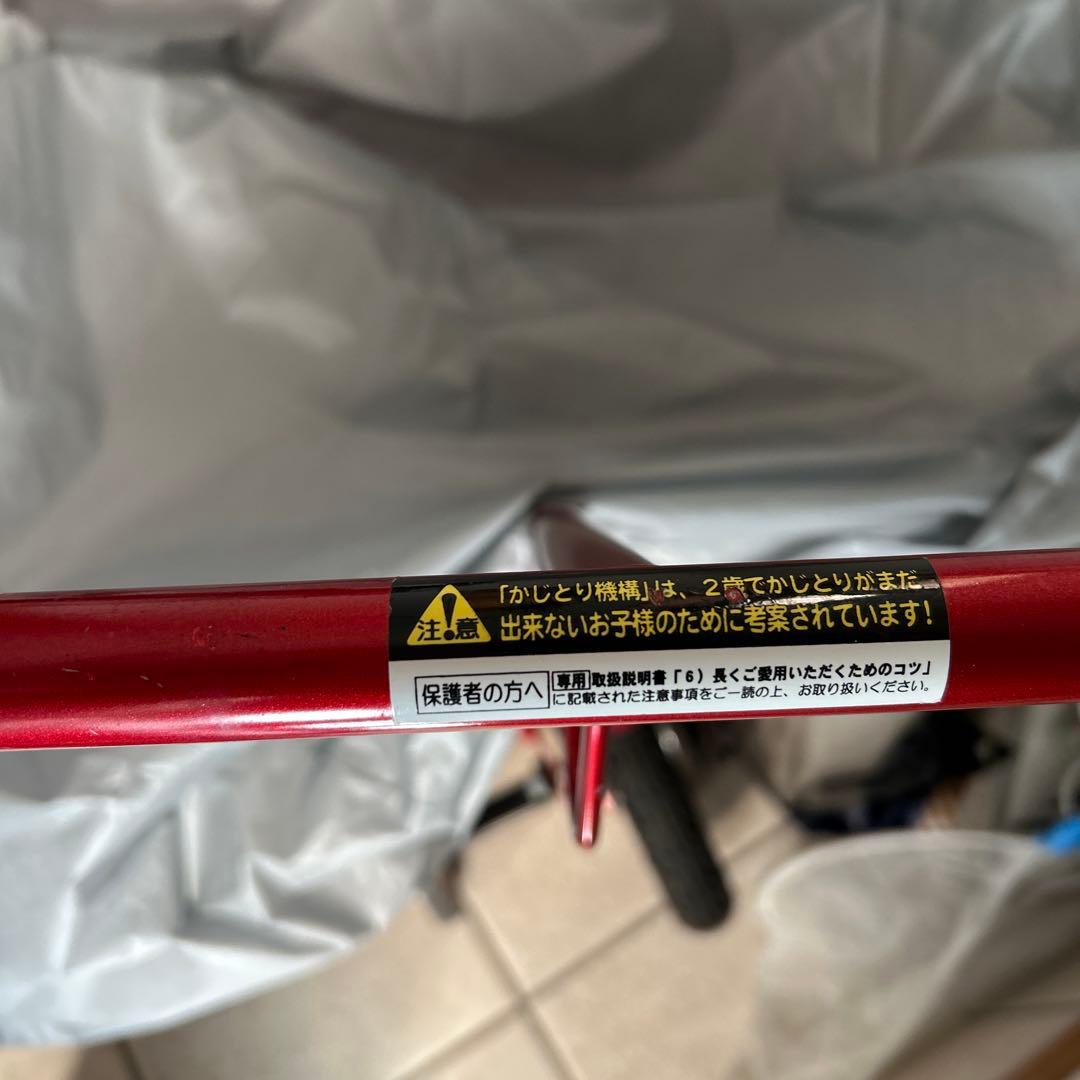 注意
「かじとり機構」は、2歳でかじとりがまだ
出来ないお子様のために考案されています!
保護者の方へ
専用取扱説明書「6)長くご愛用いただくためのコツ」
に記載された注意事項をご一読の上、お取り扱いください。